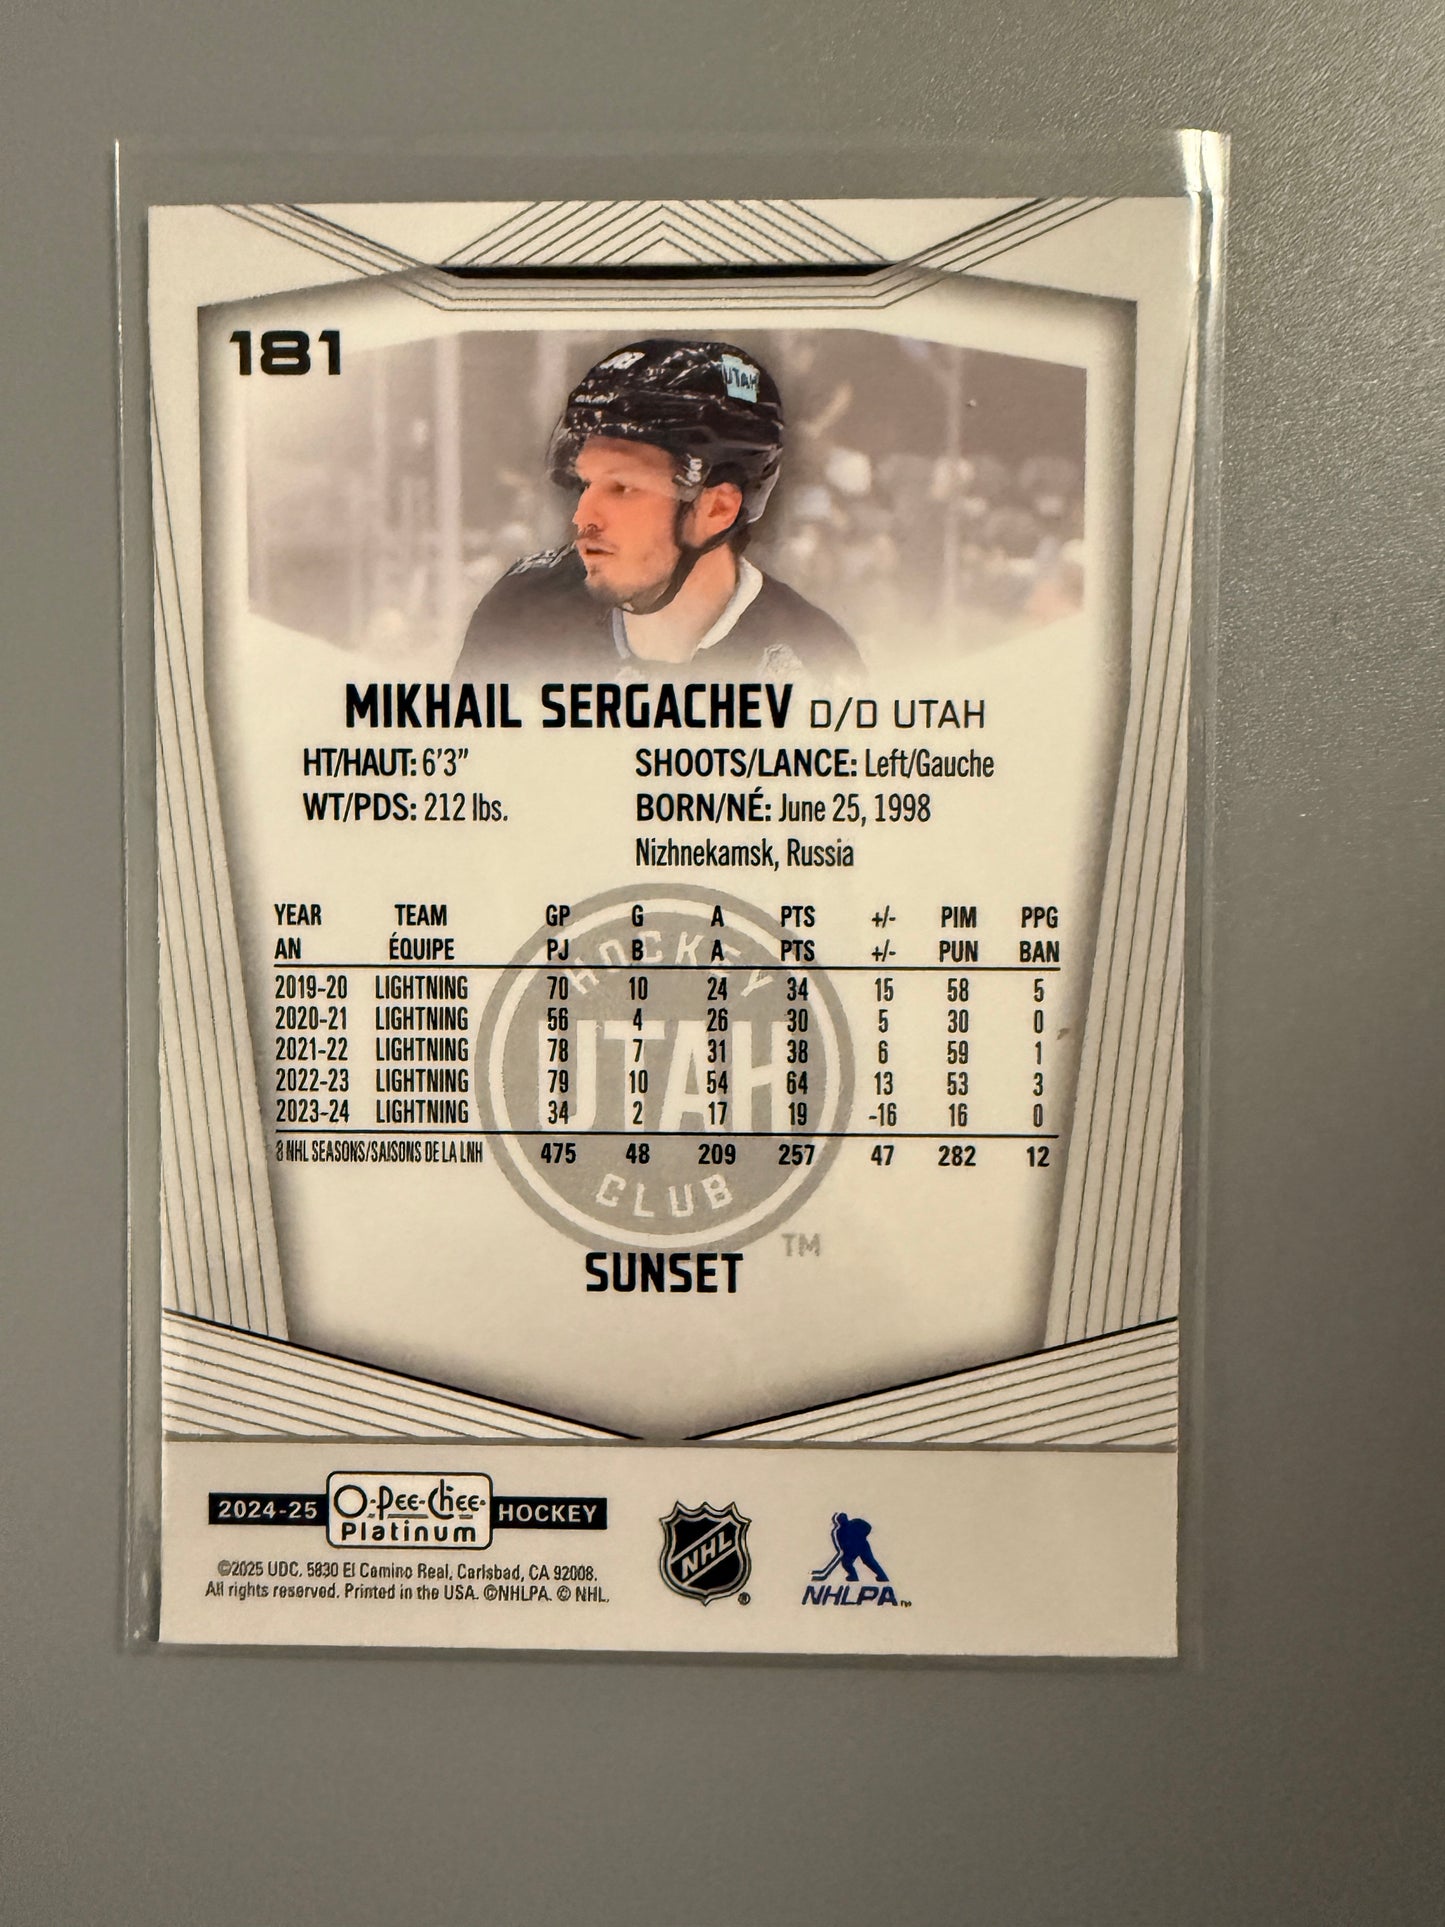 181
UTAH
MIKHAIL SERGACHEV D/D UTAH
HT/HAUT: 6'3" SHOOTS/LANCE: Left/Gauche
WT/PDS: 212 lbs. BORN/NÉ: June 25, 1998
Nizhnekamsk, Russia
YEAR TEAM GP G A PTS +/- PIM PPG
AN ÉQUIPE PJ B A PTS +/- PUN BAN
2019-20 LIGHTNING 70 10 24 34 15 58 5
2020-21 LIGHTNING 56 4 26 30 5 30 0
2021-22 LIGHTNING 78 7 31 38 6 59 1
2022-23 LIGHTNING 79 10 54 64 13 53 3
2023-24 LIGHTNING 34 2 17 19 -16 16 0
8 NHL SEASONS/SAISONS DE LA LNH 475 48 209 257 47 282 12
HOCKEY
UTAH
CLUB
TM
SUNSET
2024-25 O-Pee-Chee HOCKEY
Platinum
©2025 UDC. 5830 El Camino Real, Carlsbad, CA 92008.
All rights reserved. Printed in the USA. ©NHLPA. © NHL.
NHL ®
NHLPA™